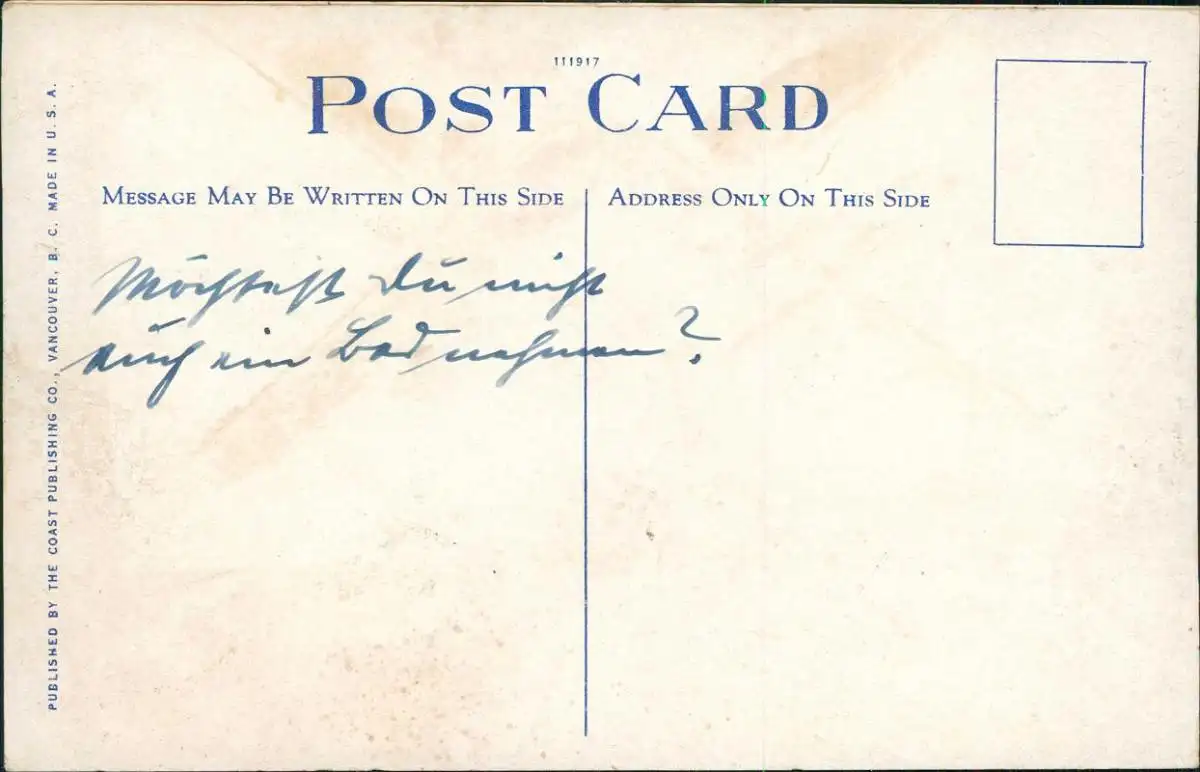 111917
POST CARD
MESSAGE MAY BE WRITTEN ON THIS SIDE
ADDRESS ONLY ON THIS SIDE
Möchtest Du nicht
auch ein Bad nehmen?
PUBLISHED BY THE COAST PUBLISHING CO., VANCOUVER, B. C. MADE IN U. S. A.